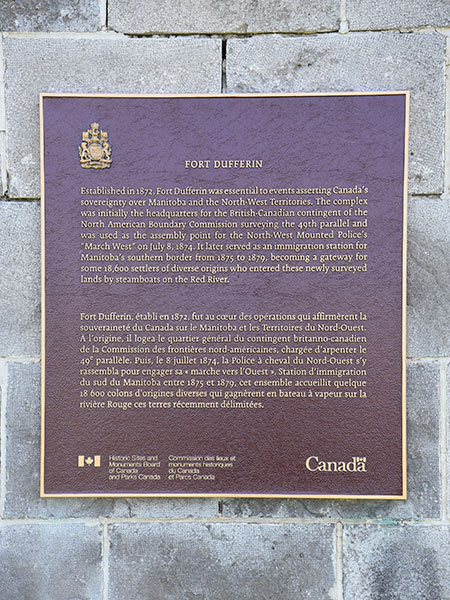 FORT DUFFERIN
Established in 1872, Fort Dufferin was essential to events asserting Canada's
sovereignty over Manitoba and the North-West Territories. The complex
was initially the headquarters for the British-Canadian contingent of the
North American Boundary Commission surveying the 49th parallel and
was used as the assembly point for the North-West Mounted Police's
"March West" on July 8, 1874. It later served as an immigration station for
Manitoba's southern border from 1875 to 1879, becoming a gateway for
some 18,600 settlers of diverse origins who entered these newly surveyed
lands by steamboats on the Red River.
Fort Dufferin, établi en 1872, fut au cœur des opérations qui affirmèrent la
souveraineté du Canada sur le Manitoba et les Territoires du Nord-Ouest.
À l'origine, il logea le quartier général du contingent britanno-canadien
de la Commission des frontières nord-américaines, chargée d'arpenter le
49e parallèle. Puis, le 8 juillet 1874, la Police à cheval du Nord-Ouest s'y
rassembla pour engager sa « marche vers l'Ouest ». Station d'immigration
du sud du Manitoba entre 1875 et 1879, cet ensemble accueillit quelque
18 600 colons d'origines diverses qui gagnèrent en bateau à vapeur sur la
rivière Rouge ces terres récemment délimitées.
Historic Sites and
Monuments Board
of Canada
and Parks Canada
Commission des lieux et
monuments historiques
du Canada
et Parcs Canada
Canada